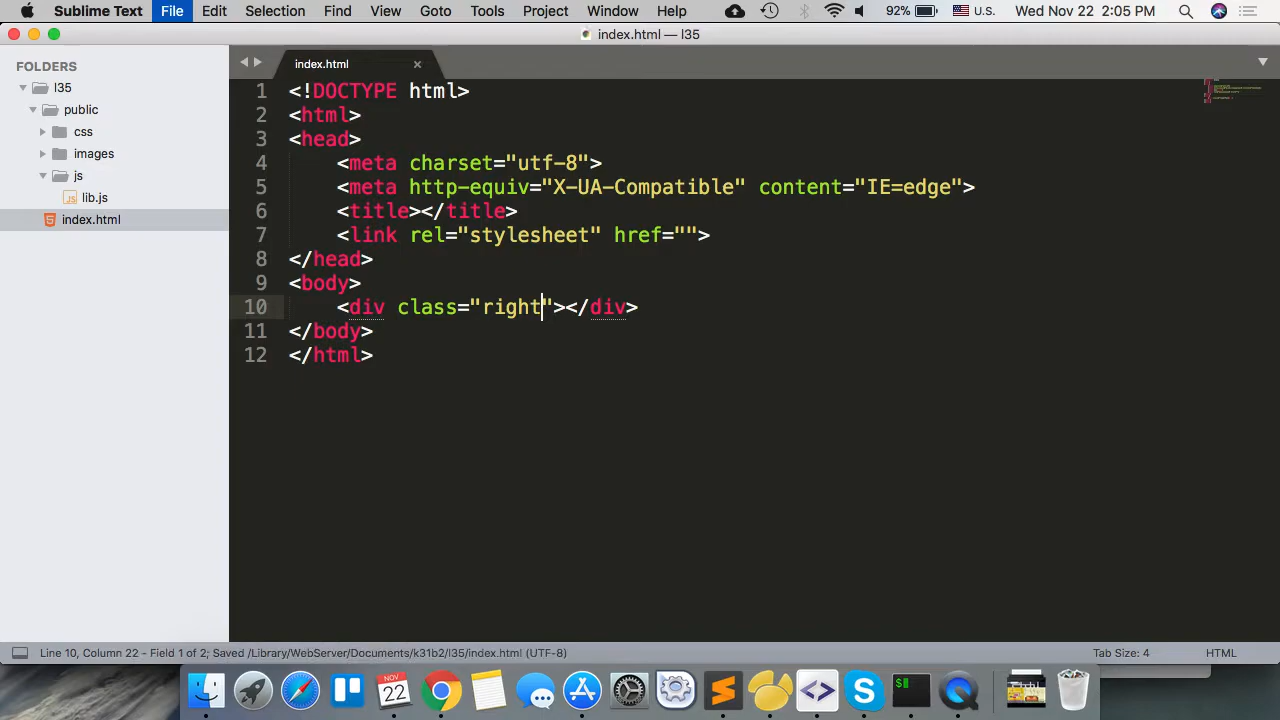 Sublime Text File Edit Selection Find View Goto Tools Project Window Help 92% U.S. Wed Nov 22 2:05 PM
index.html — l35
FOLDERS
l35
public
css
images
js
lib.js
index.html
index.html
1 <!DOCTYPE html>
2 <html>
3 <head>
4 <meta charset="utf-8">
5 <meta http-equiv="X-UA-Compatible" content="IE=edge">
6 <title></title>
7 <link rel="stylesheet" href="">
8 </head>
9 <body>
10 <div class="right"></div>
11 </body>
12 </html>
Line 10, Column 22 - Field 1 of 2; Saved /Library/WebServer/Documents/k31b2/l35/index.html (UTF-8) Tab Size: 4 HTML
NOV
22